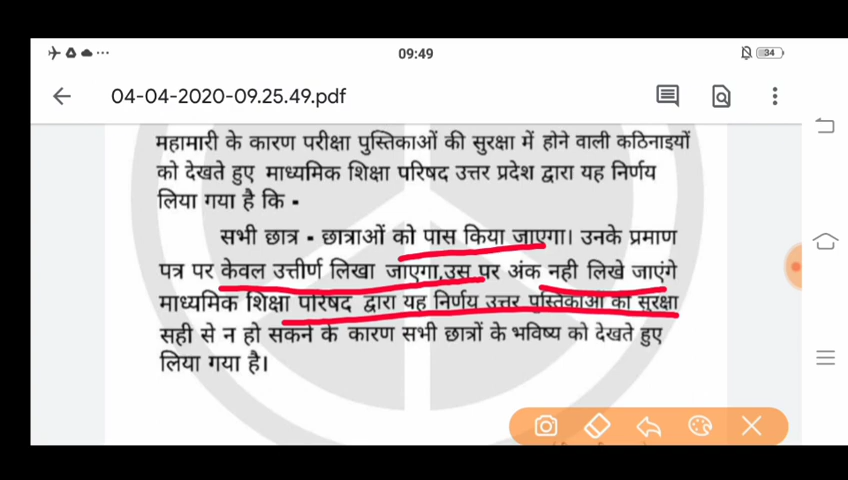 09:49
34
04-04-2020-09.25.49.pdf
महामारी के कारण परीक्षा पुस्तिकाओं की सुरक्षा में होने वाली कठिनाइयों
को देखते हुए माध्यमिक शिक्षा परिषद उत्तर प्रदेश द्वारा यह निर्णय
लिया गया है कि -
सभी छात्र - छात्राओं को पास किया जाएगा। उनके प्रमाण
पत्र पर केवल उत्तीर्ण लिखा जाएगा,उस पर अंक नही लिखे जाएंगे
माध्यमिक शिक्षा परिषद द्वारा यह निर्णय उत्तर पुस्तिकाओं की सुरक्षा
सही से न हो सकने के कारण सभी छात्रों के भविष्य को देखते हुए
लिया गया है।